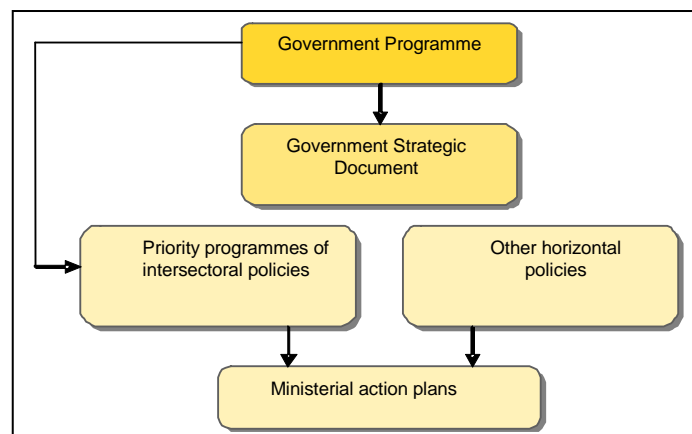 Government Programme
Government Strategic
Document
Priority programmes of
intersectoral policies
Other horizontal
policies
Ministerial action plans